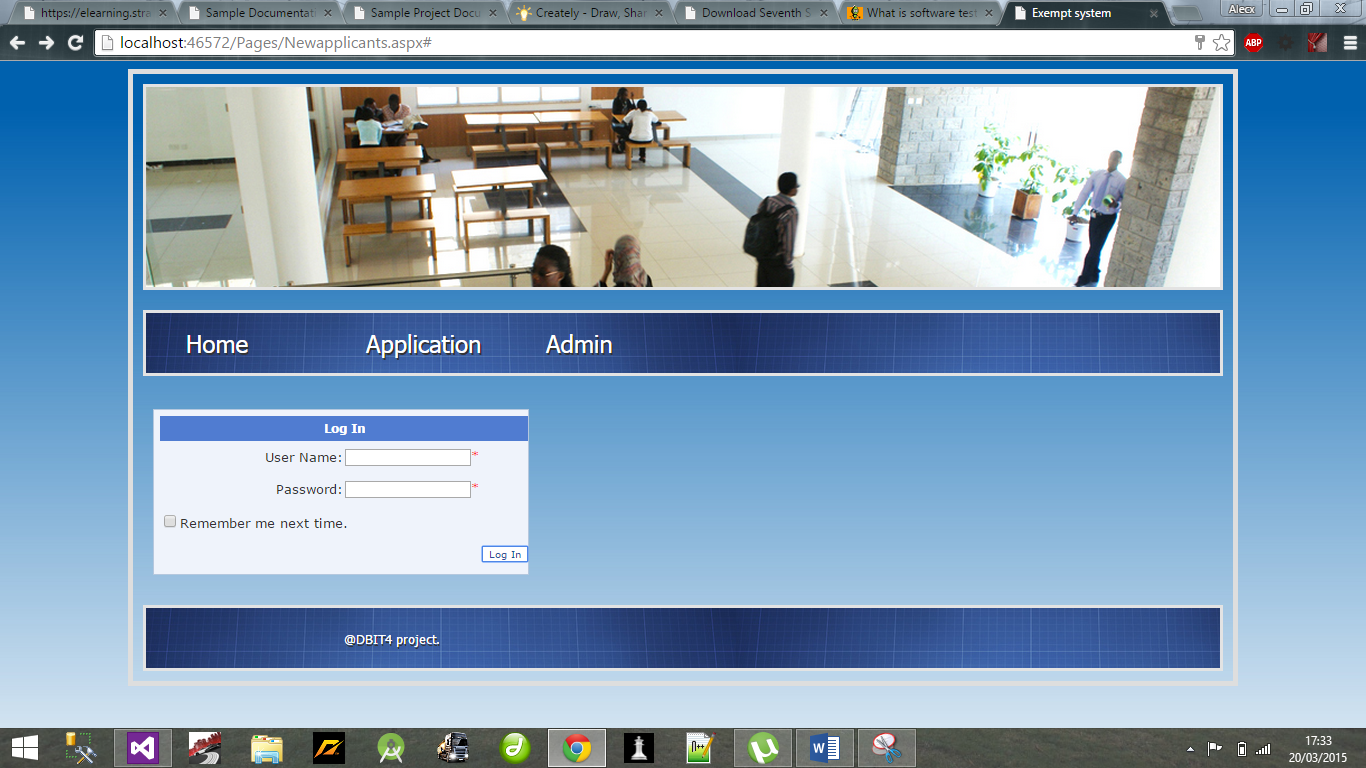 https://elearning.stra
Sample Documentati
Sample Project Docu
Creately - Draw, Shar
Download Seventh S
What is software test
Exempt system
Alecx
localhost:46572/Pages/Newapplicants.aspx#
ABP
Home
Application
Admin
Log In
User Name:
*
Password:
*
Remember me next time.
Log In
@DBIT4 project.
17:33
20/03/2015